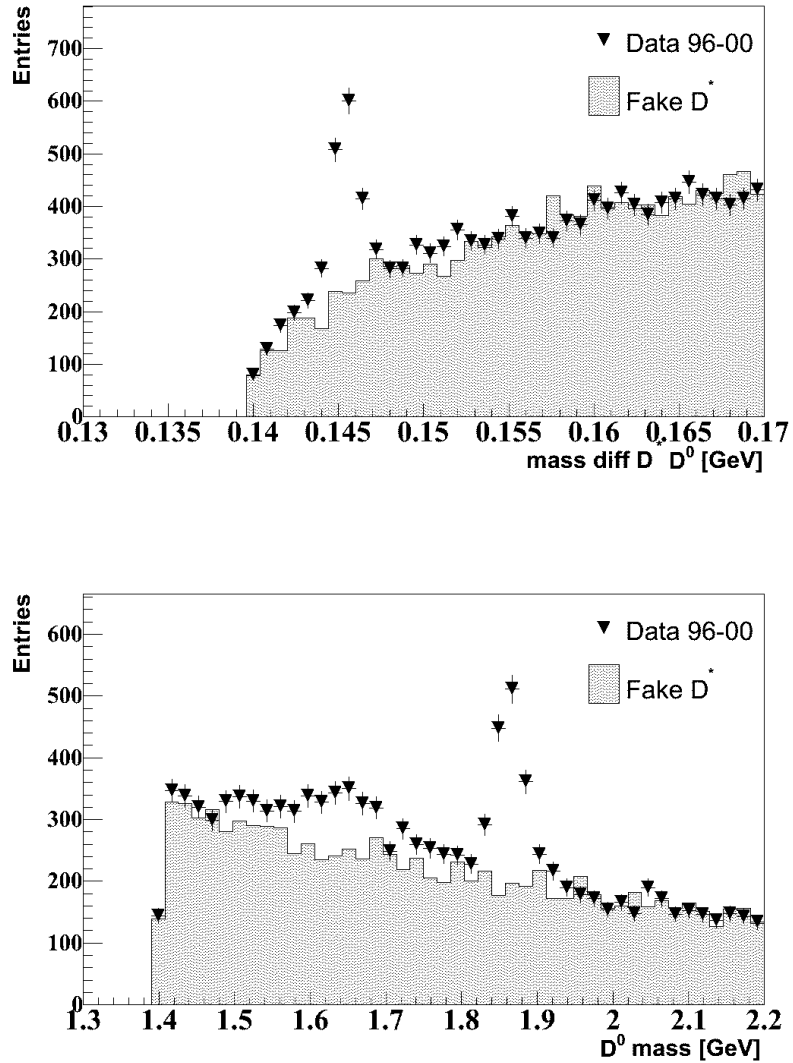 Entries
700
600
500
400
300
200
100
0
Data 96-00
Fake D*
0.13 0.135 0.14 0.145 0.15 0.155 0.16 0.165 0.17
mass diff D* D0 [GeV]
Entries
600
500
400
300
200
100
0
Data 96-00
Fake D*
1.3 1.4 1.5 1.6 1.7 1.8 1.9 2 2.1 2.2
D0 mass [GeV]